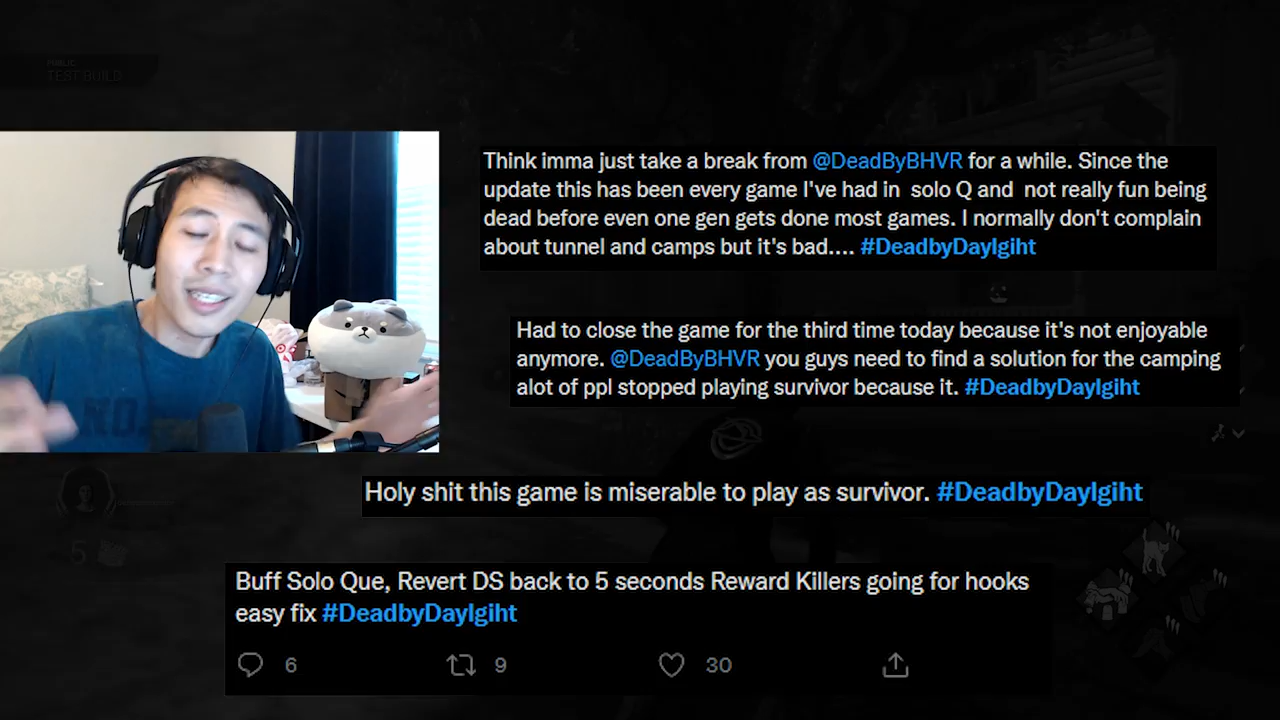 PUBLIC
TEST BUILD
Think imma just take a break from @DeadByBHVR for a while. Since the
update this has been every game I've had in solo Q and not really fun being
dead before even one gen gets done most games. I normally don't complain
about tunnel and camps but it's bad.... #DeadbyDaylgiht
Had to close the game for the third time today because it's not enjoyable
anymore. @DeadByBHVR you guys need to find a solution for the camping
alot of ppl stopped playing survivor because it. #DeadbyDaylgiht
Holy shit this game is miserable to play as survivor. #DeadbyDaylgiht
5
Buff Solo Que, Revert DS back to 5 seconds Reward Killers going for hooks
easy fix #DeadbyDaylgiht
6 9 30